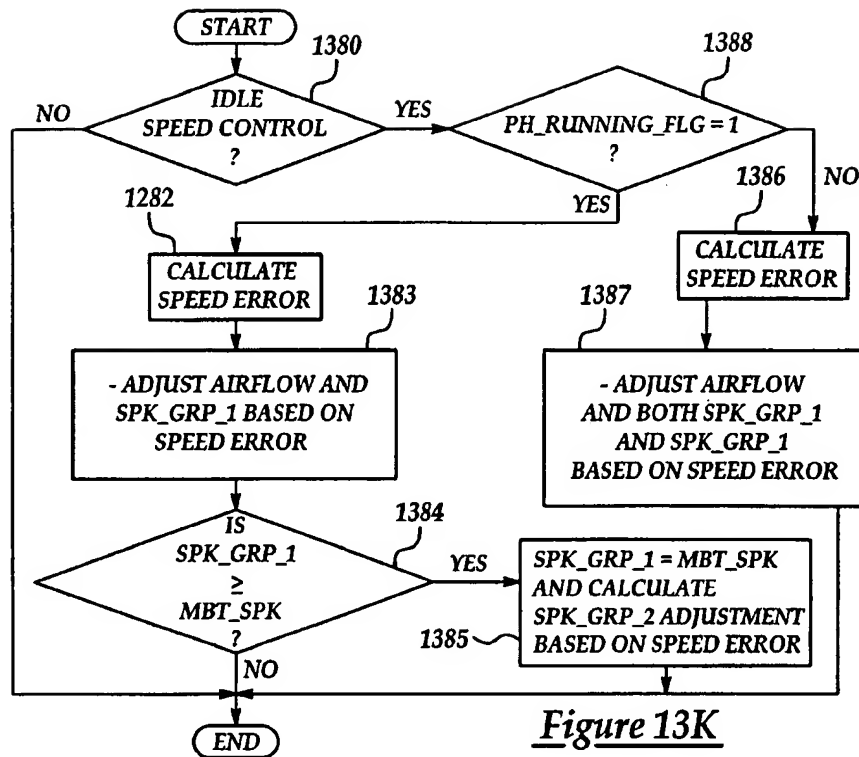 START
1380
1388
NO
IDLE
SPEED CONTROL
?
YES
PH_RUNNING_FLG = 1
?
NO
1282
YES
1386
CALCULATE
SPEED ERROR
CALCULATE
SPEED ERROR
1383
1387
- ADJUST AIRFLOW AND
SPK_GRP_1 BASED ON
SPEED ERROR
- ADJUST AIRFLOW
AND BOTH SPK_GRP_1
AND SPK_GRP_1
BASED ON SPEED ERROR
IS
SPK_GRP_1
≥
MBT_SPK
?
1384
YES
SPK_GRP_1 = MBT_SPK
AND CALCULATE
SPK_GRP_2 ADJUSTMENT
BASED ON SPEED ERROR
1385
NO
END
Figure 13K